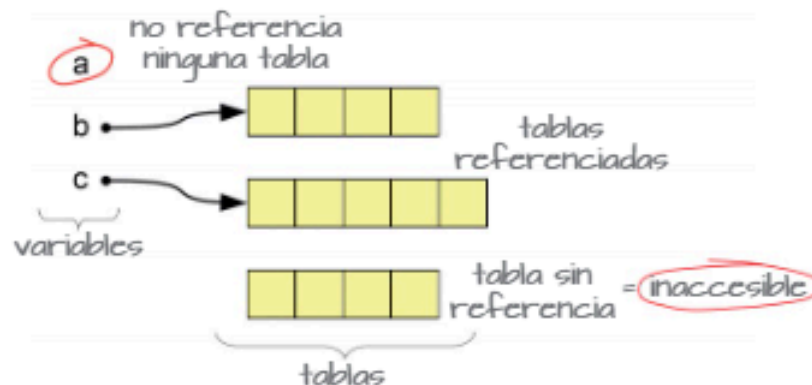 no referencia
ninguna tabla
a
b
tablas
referenciadas
c
variables
tabla sin
referencia
= inaccesible
tablas